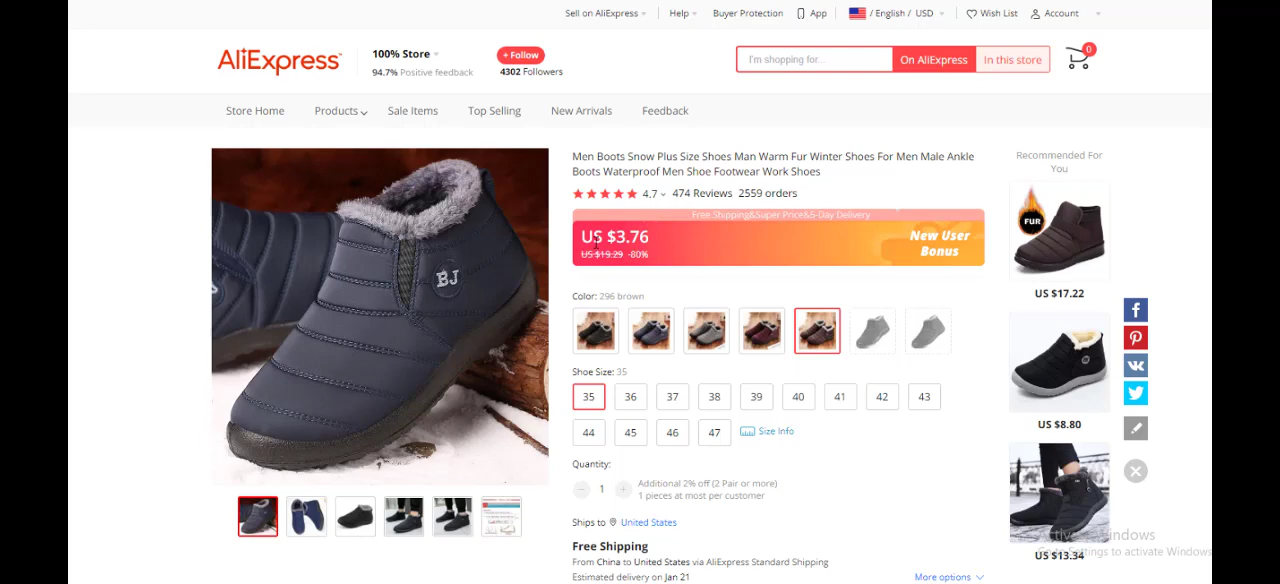 Sell on AliExpress
Help
Buyer Protection
App
/ English / USD
Wish List
Account
AliExpress
100% Store
94.7% Positive feedback
+ Follow
4302 Followers
I'm shopping for...
On AliExpress
In this store
0
Store Home
Products
Sale Items
Top Selling
New Arrivals
Feedback
BJ
Men Boots Snow Plus Size Shoes Man Warm Fur Winter Shoes For Men Male Ankle
Boots Waterproof Men Shoe Footwear Work Shoes
4.7
474 Reviews
2559 orders
Free Shipping&Super Price&5-Day Delivery
US $3.76
US $19.29 -80%
New User
Bonus
Color: 296 brown
Shoe Size: 35
35 36 37 38 39 40 41 42 43
44 45 46 47
Size Info
Quantity:
− 1 +
Additional 2% off (2 Pair or more)
1 pieces at most per customer
Ships to United States
Free Shipping
From China to United States via AliExpress Standard Shipping
Estimated delivery on Jan 21
More options
Recommended For
You
FUR
US $17.22
US $8.80
US $13.34
Activate Windows
Go to Settings to activate Windows